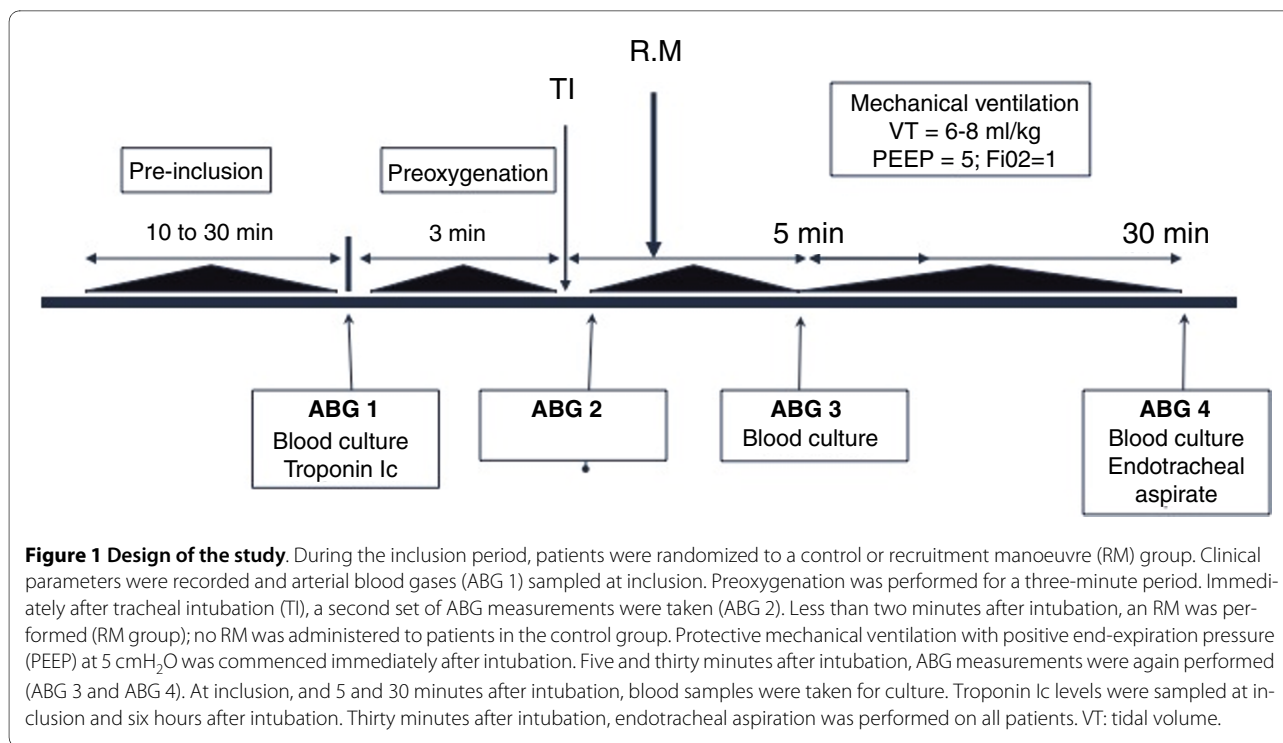 R.M
TI
Mechanical ventilation
VT = 6-8 ml/kg
PEEP = 5; Fi02=1
Pre-inclusion
Preoxygenation
10 to 30 min
3 min
5 min
30 min
ABG 1
Blood culture
Troponin Ic
ABG 2
ABG 3
Blood culture
ABG 4
Blood culture
Endotracheal
aspirate
Figure 1 Design of the study. During the inclusion period, patients were randomized to a control or recruitment manoeuvre (RM) group. Clinical
parameters were recorded and arterial blood gases (ABG 1) sampled at inclusion. Preoxygenation was performed for a three-minute period. Immedi-
ately after tracheal intubation (TI), a second set of ABG measurements were taken (ABG 2). Less than two minutes after intubation, an RM was per-
formed (RM group); no RM was administered to patients in the control group. Protective mechanical ventilation with positive end-expiration pressure
(PEEP) at 5 cmH₂O was commenced immediately after intubation. Five and thirty minutes after intubation, ABG measurements were again performed
(ABG 3 and ABG 4). At inclusion, and 5 and 30 minutes after intubation, blood samples were taken for culture. Troponin Ic levels were sampled at in-
clusion and six hours after intubation. Thirty minutes after intubation, endotracheal aspiration was performed on all patients. VT: tidal volume.